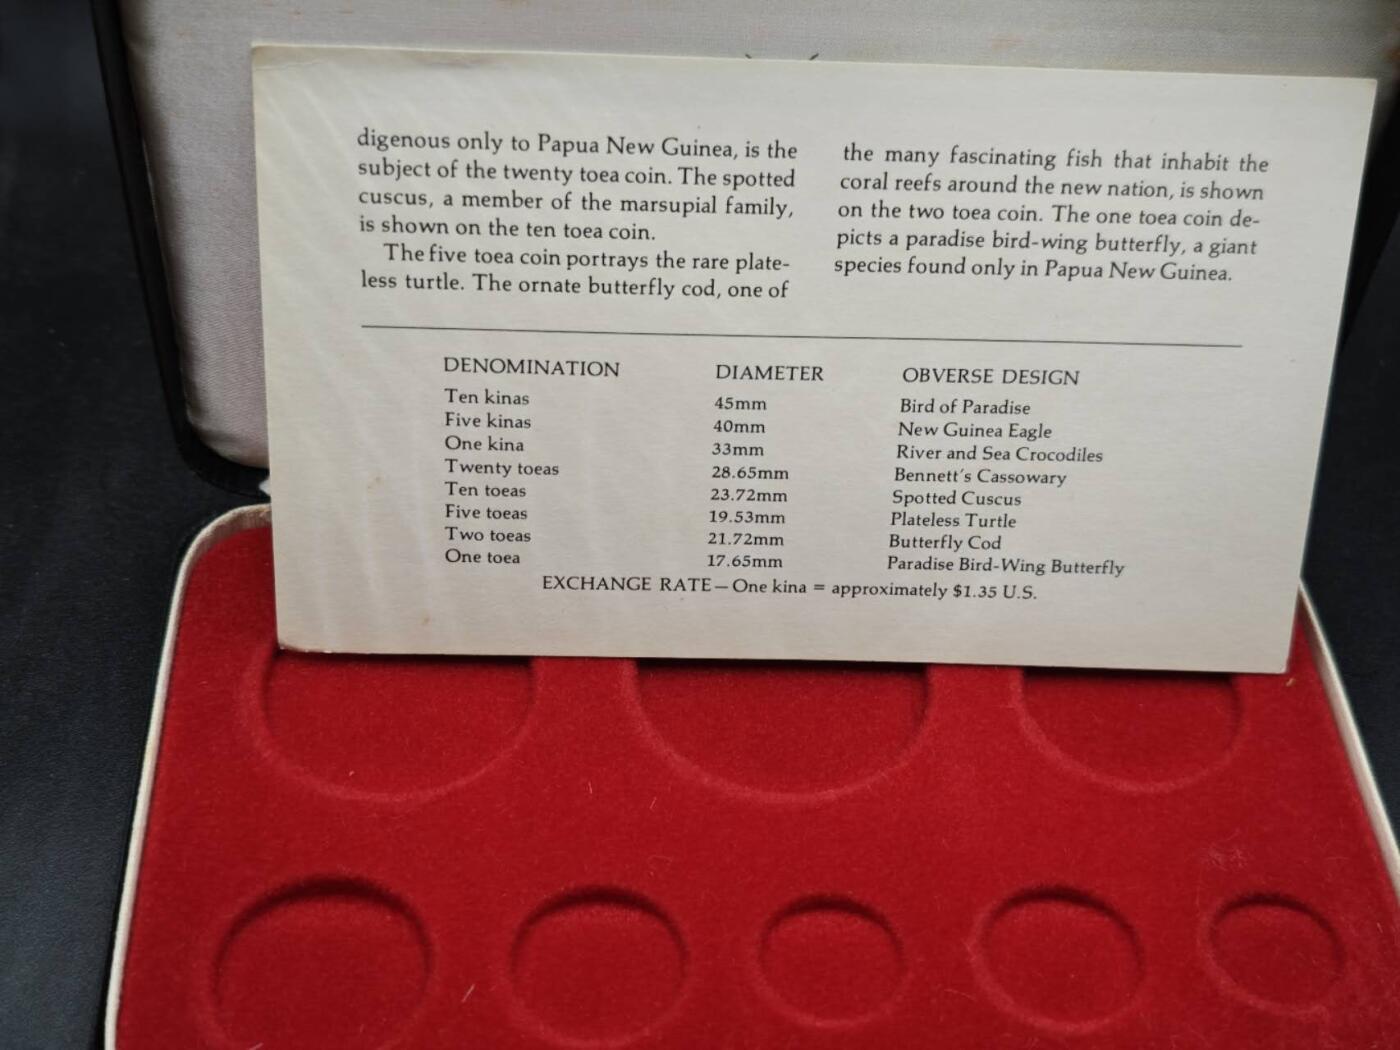 digenous only to Papua New Guinea, is the
subject of the twenty toea coin. The spotted
cuscus, a member of the marsupial family,
is shown on the ten toea coin.
The five toea coin portrays the rare plate-
less turtle. The ornate butterfly cod, one of
the many fascinating fish that inhabit the
coral reefs around the new nation, is shown
on the two toea coin. The one toea coin de-
picts a paradise bird-wing butterfly, a giant
species found only in Papua New Guinea.
DENOMINATION DIAMETER OBVERSE DESIGN
Ten kinas 45mm Bird of Paradise
Five kinas 40mm New Guinea Eagle
One kina 33mm River and Sea Crocodiles
Twenty toeas 28.65mm Bennett's Cassowary
Ten toeas 23.72mm Spotted Cuscus
Five toeas 19.53mm Plateless Turtle
Two toeas 21.72mm Butterfly Cod
One toea 17.65mm Paradise Bird-Wing Butterfly
EXCHANGE RATE—One kina = approximately $1.35 U.S.